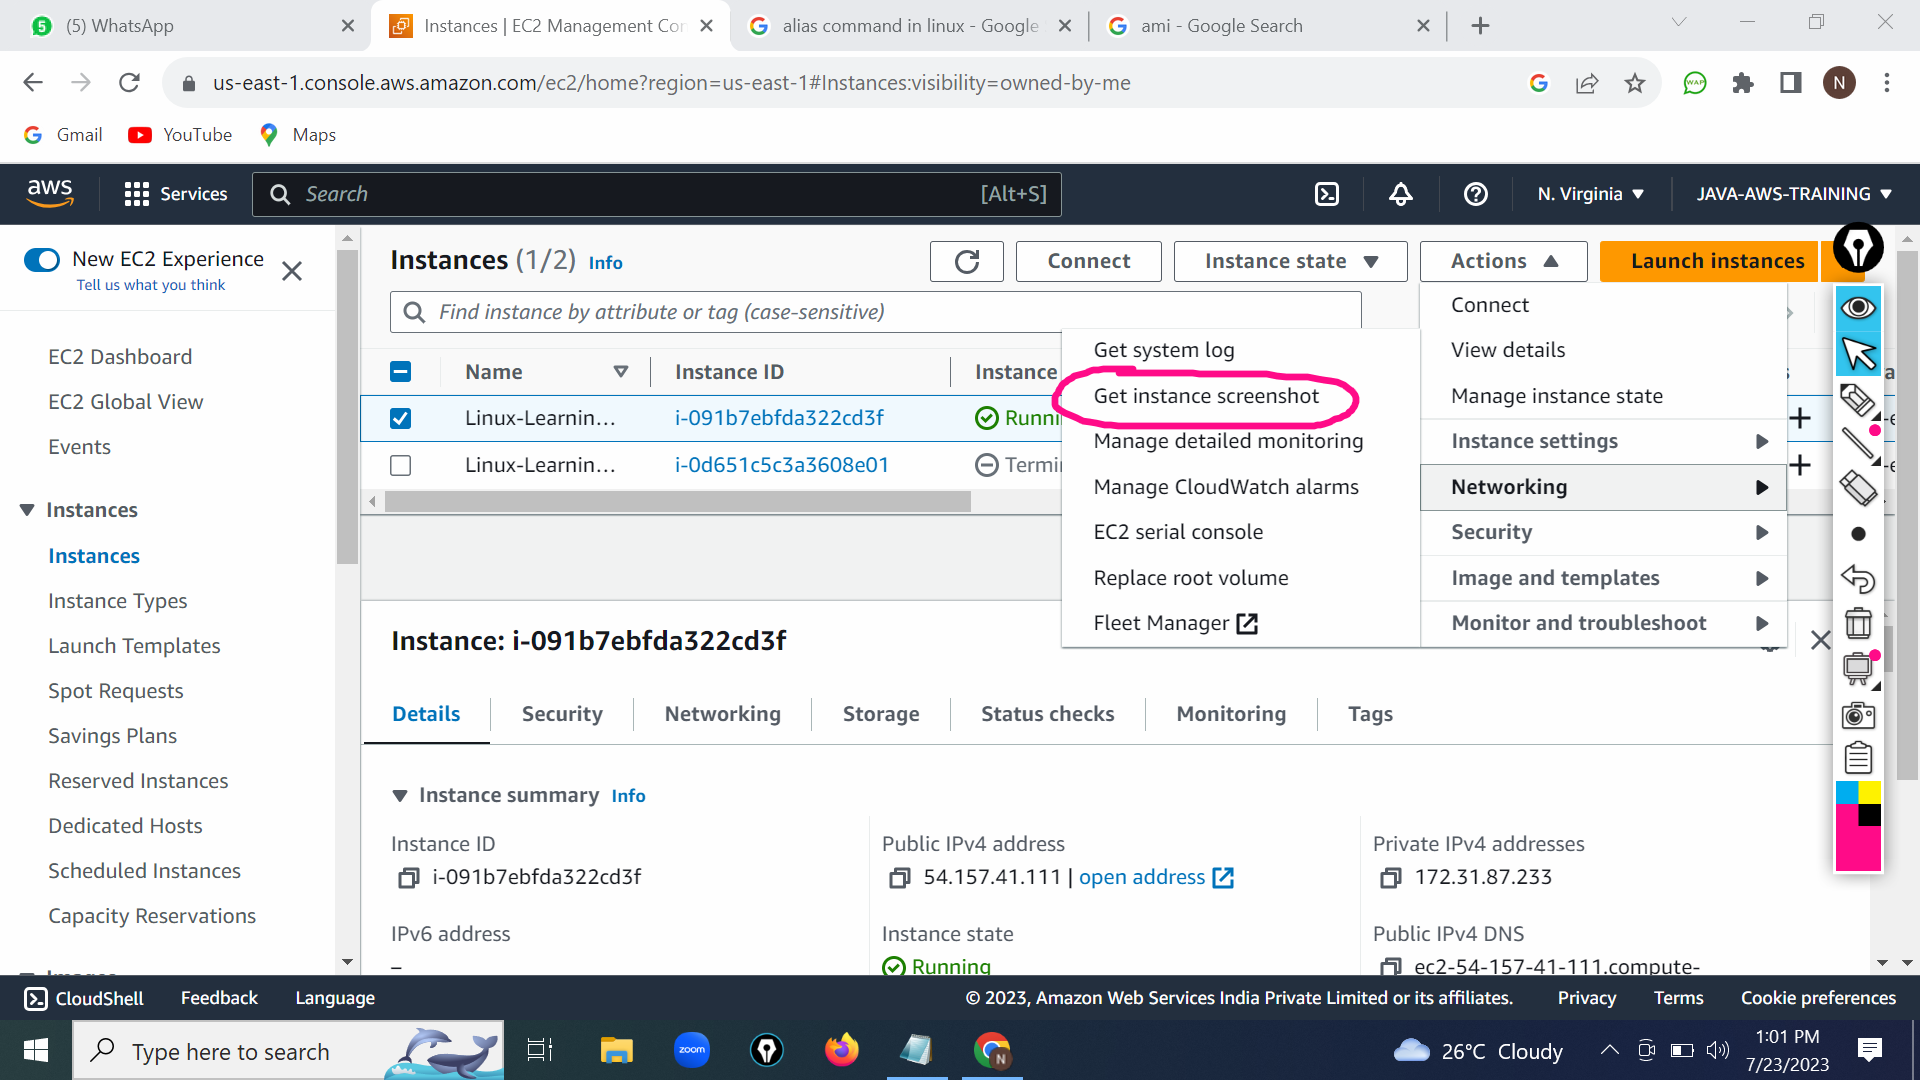 5
(5) WhatsApp
Instances | EC2 Management Cor
alias command in linux - Google
ami - Google Search
us-east-1.console.aws.amazon.com/ec2/home?region=us-east-1#Instances:visibility=owned-by-me
N
Gmail
YouTube
Maps
aws
Services
Search
[Alt+S]
N. Virginia
JAVA-AWS-TRAINING
New EC2 Experience
Tell us what you think
Instances (1/2) Info
Connect
Instance state
Actions
Launch instances
Find instance by attribute or tag (case-sensitive)
Connect
View details
Manage instance state
Instance settings
Networking
Security
Image and templates
Monitor and troubleshoot
Get system log
Get instance screenshot
Manage detailed monitoring
Manage CloudWatch alarms
EC2 serial console
Replace root volume
Fleet Manager
Name
Instance ID
Instance
Linux-Learnin...
i-091b7ebfda322cd3f
Runni
Linux-Learnin...
i-0d651c5c3a3608e01
Termi
EC2 Dashboard
EC2 Global View
Events
Instances
Instances
Instance Types
Launch Templates
Spot Requests
Savings Plans
Reserved Instances
Dedicated Hosts
Scheduled Instances
Capacity Reservations
Images
Instance: i-091b7ebfda322cd3f
Details
Security
Networking
Storage
Status checks
Monitoring
Tags
Instance summary Info
Instance ID
i-091b7ebfda322cd3f
Public IPv4 address
54.157.41.111 | open address
Private IPv4 addresses
172.31.87.233
IPv6 address
–
Instance state
Running
Public IPv4 DNS
ec2-54-157-41-111.compute-
CloudShell
Feedback
Language
© 2023, Amazon Web Services India Private Limited or its affiliates.
Privacy
Terms
Cookie preferences
Type here to search
zoom
N
26°C Cloudy
1:01 PM
7/23/2023